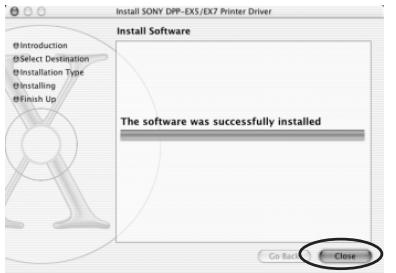 Install SONY DPP-EX5/EX7 Printer Driver
Install Software
Introduction
Select Destination
Installation Type
Installing
Finish Up
The software was successfully installed
Go Back
Close